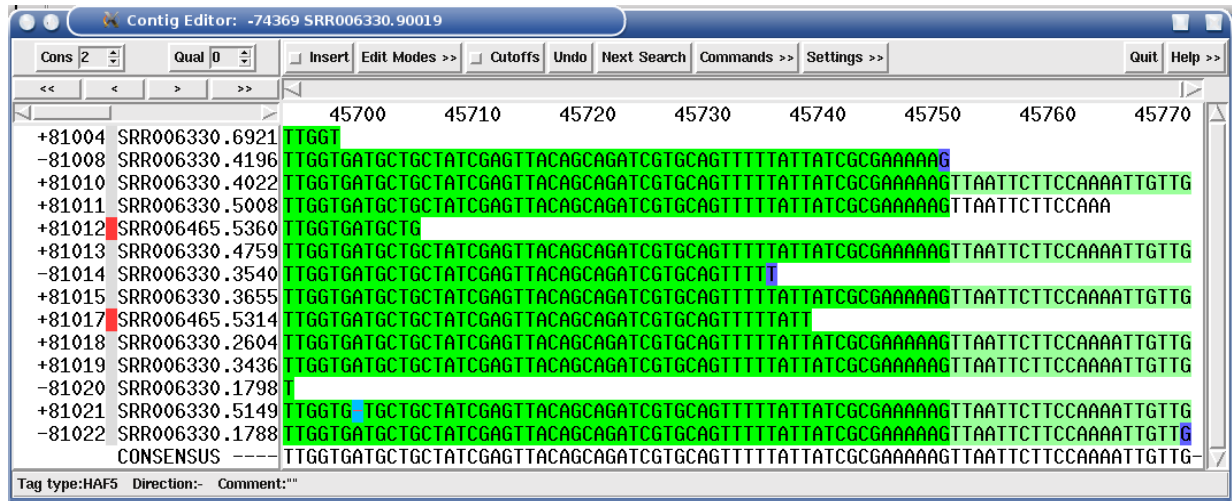 Contig Editor: -74369 SRR006330.90019
Cons 2 Qual 0 Insert Edit Modes >> Cutoffs Undo Next Search Commands >> Settings >> Quit Help >>
<< < > >>
45700 45710 45720 45730 45740 45750 45760 45770
+81004 SRR006330.6921 TTGGT
-81008 SRR006330.4196 TTGGTGATGCTGCTATCGAGTTACAGCAGATCGTGCAGTTTTTATTATCGCGAAAAAG
+81010 SRR006330.4022 TTGGTGATGCTGCTATCGAGTTACAGCAGATCGTGCAGTTTTTATTATCGCGAAAAAGTTAATTCTTCCAAAATTGTTG
+81011 SRR006330.5008 TTGGTGATGCTGCTATCGAGTTACAGCAGATCGTGCAGTTTTTATTATCGCGAAAAAGTTAATTCTTCCAAA
+81012 SRR006465.5360 TTGGTGATGCTG
+81013 SRR006330.4759 TTGGTGATGCTGCTATCGAGTTACAGCAGATCGTGCAGTTTTTATTATCGCGAAAAAGTTAATTCTTCCAAAATTGTTG
-81014 SRR006330.3540 TTGGTGATGCTGCTATCGAGTTACAGCAGATCGTGCAGTTTTT
+81015 SRR006330.3655 TTGGTGATGCTGCTATCGAGTTACAGCAGATCGTGCAGTTTTTATTATCGCGAAAAAGTTAATTCTTCCAAAATTGTTG
+81017 SRR006465.5314 TTGGTGATGCTGCTATCGAGTTACAGCAGATCGTGCAGTTTTTATT
+81018 SRR006330.2604 TTGGTGATGCTGCTATCGAGTTACAGCAGATCGTGCAGTTTTTATTATCGCGAAAAAGTTAATTCTTCCAAAATTGTTG
+81019 SRR006330.3436 TTGGTGATGCTGCTATCGAGTTACAGCAGATCGTGCAGTTTTTATTATCGCGAAAAAGTTAATTCTTCCAAAATTGTTG
-81020 SRR006330.1798 T
+81021 SRR006330.5149 TTGGTG-TGCTGCTATCGAGTTACAGCAGATCGTGCAGTTTTTATTATCGCGAAAAAGTTAATTCTTCCAAAATTGTTG
-81022 SRR006330.1788 TTGGTGATGCTGCTATCGAGTTACAGCAGATCGTGCAGTTTTTATTATCGCGAAAAAGTTAATTCTTCCAAAATTGTTG
CONSENSUS ---- TTGGTGATGCTGCTATCGAGTTACAGCAGATCGTGCAGTTTTTATTATCGCGAAAAAGTTAATTCTTCCAAAATTGTTG-
Tag type:HAF5 Direction:- Comment:""